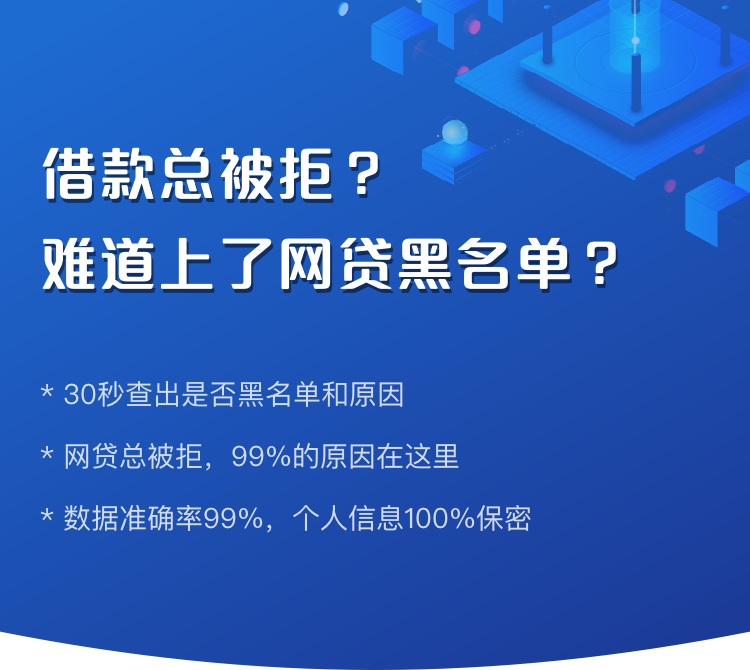 借款总被拒？
难道上了网贷黑名单？
* 30秒查出是否黑名单和原因
* 网贷总被拒，99%的原因在这里
* 数据准确率99%，个人信息100%保密